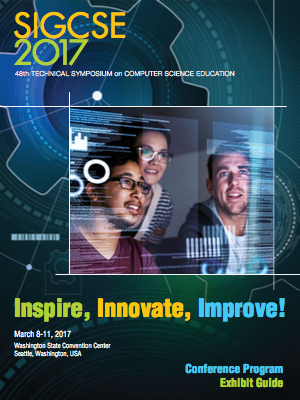 SIGCSE
2017
48th TECHNICAL SYMPOSIUM on COMPUTER SCIENCE EDUCATION
Inspire, Innovate, Improve!
March 8-11, 2017
Washington State Convention Center
Seattle, Washington, USA
Conference Program
Exhibit Guide